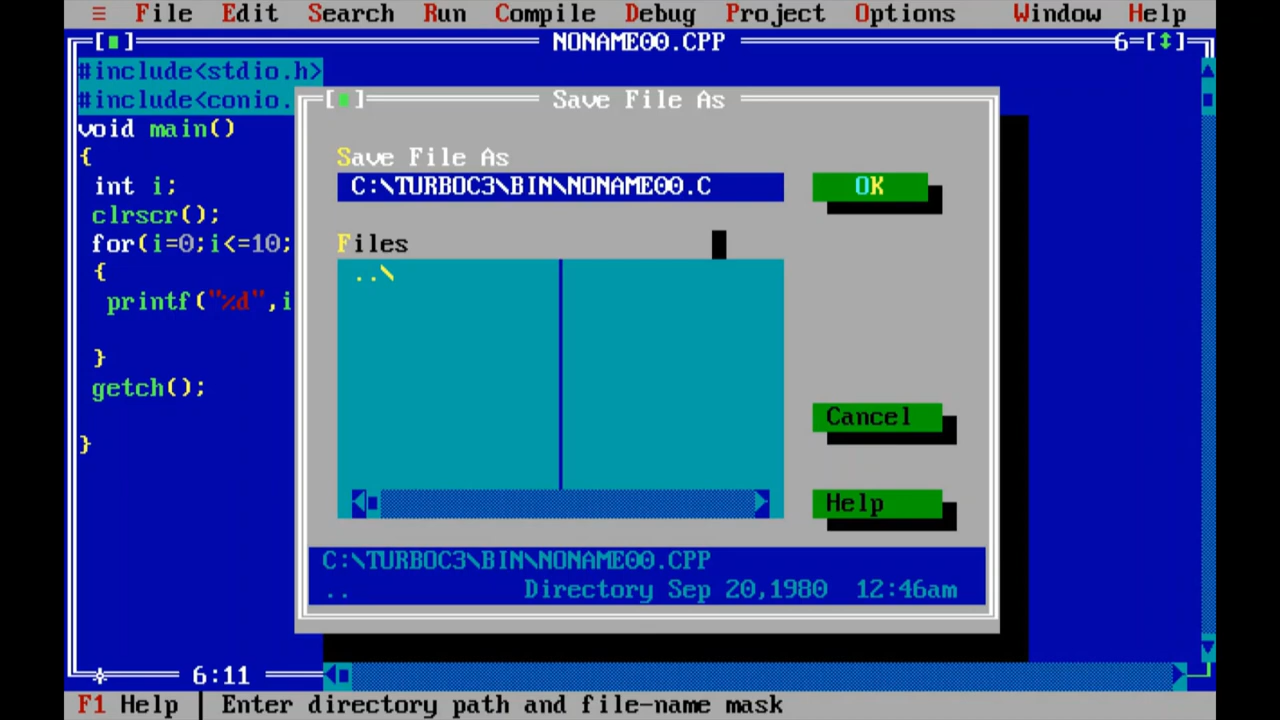 ≡ File Edit Search Run Compile Debug Project Options Window Help
[■] NONAME00.CPP 6=[↕]
#include<stdio.h>
#include<conio.
void main()
{
int i;
clrscr();
for(i=0;i<=10;
{
printf("%d",i
}
getch();
}
6:11
[■] Save File As
Save File As
C:\TURBOC3\BIN\NONAME00.C
OK
Files
..\
Cancel
Help
C:\TURBOC3\BIN\NONAME00.CPP
.. Directory Sep 20,1980 12:46am
F1 Help │ Enter directory path and file-name mask